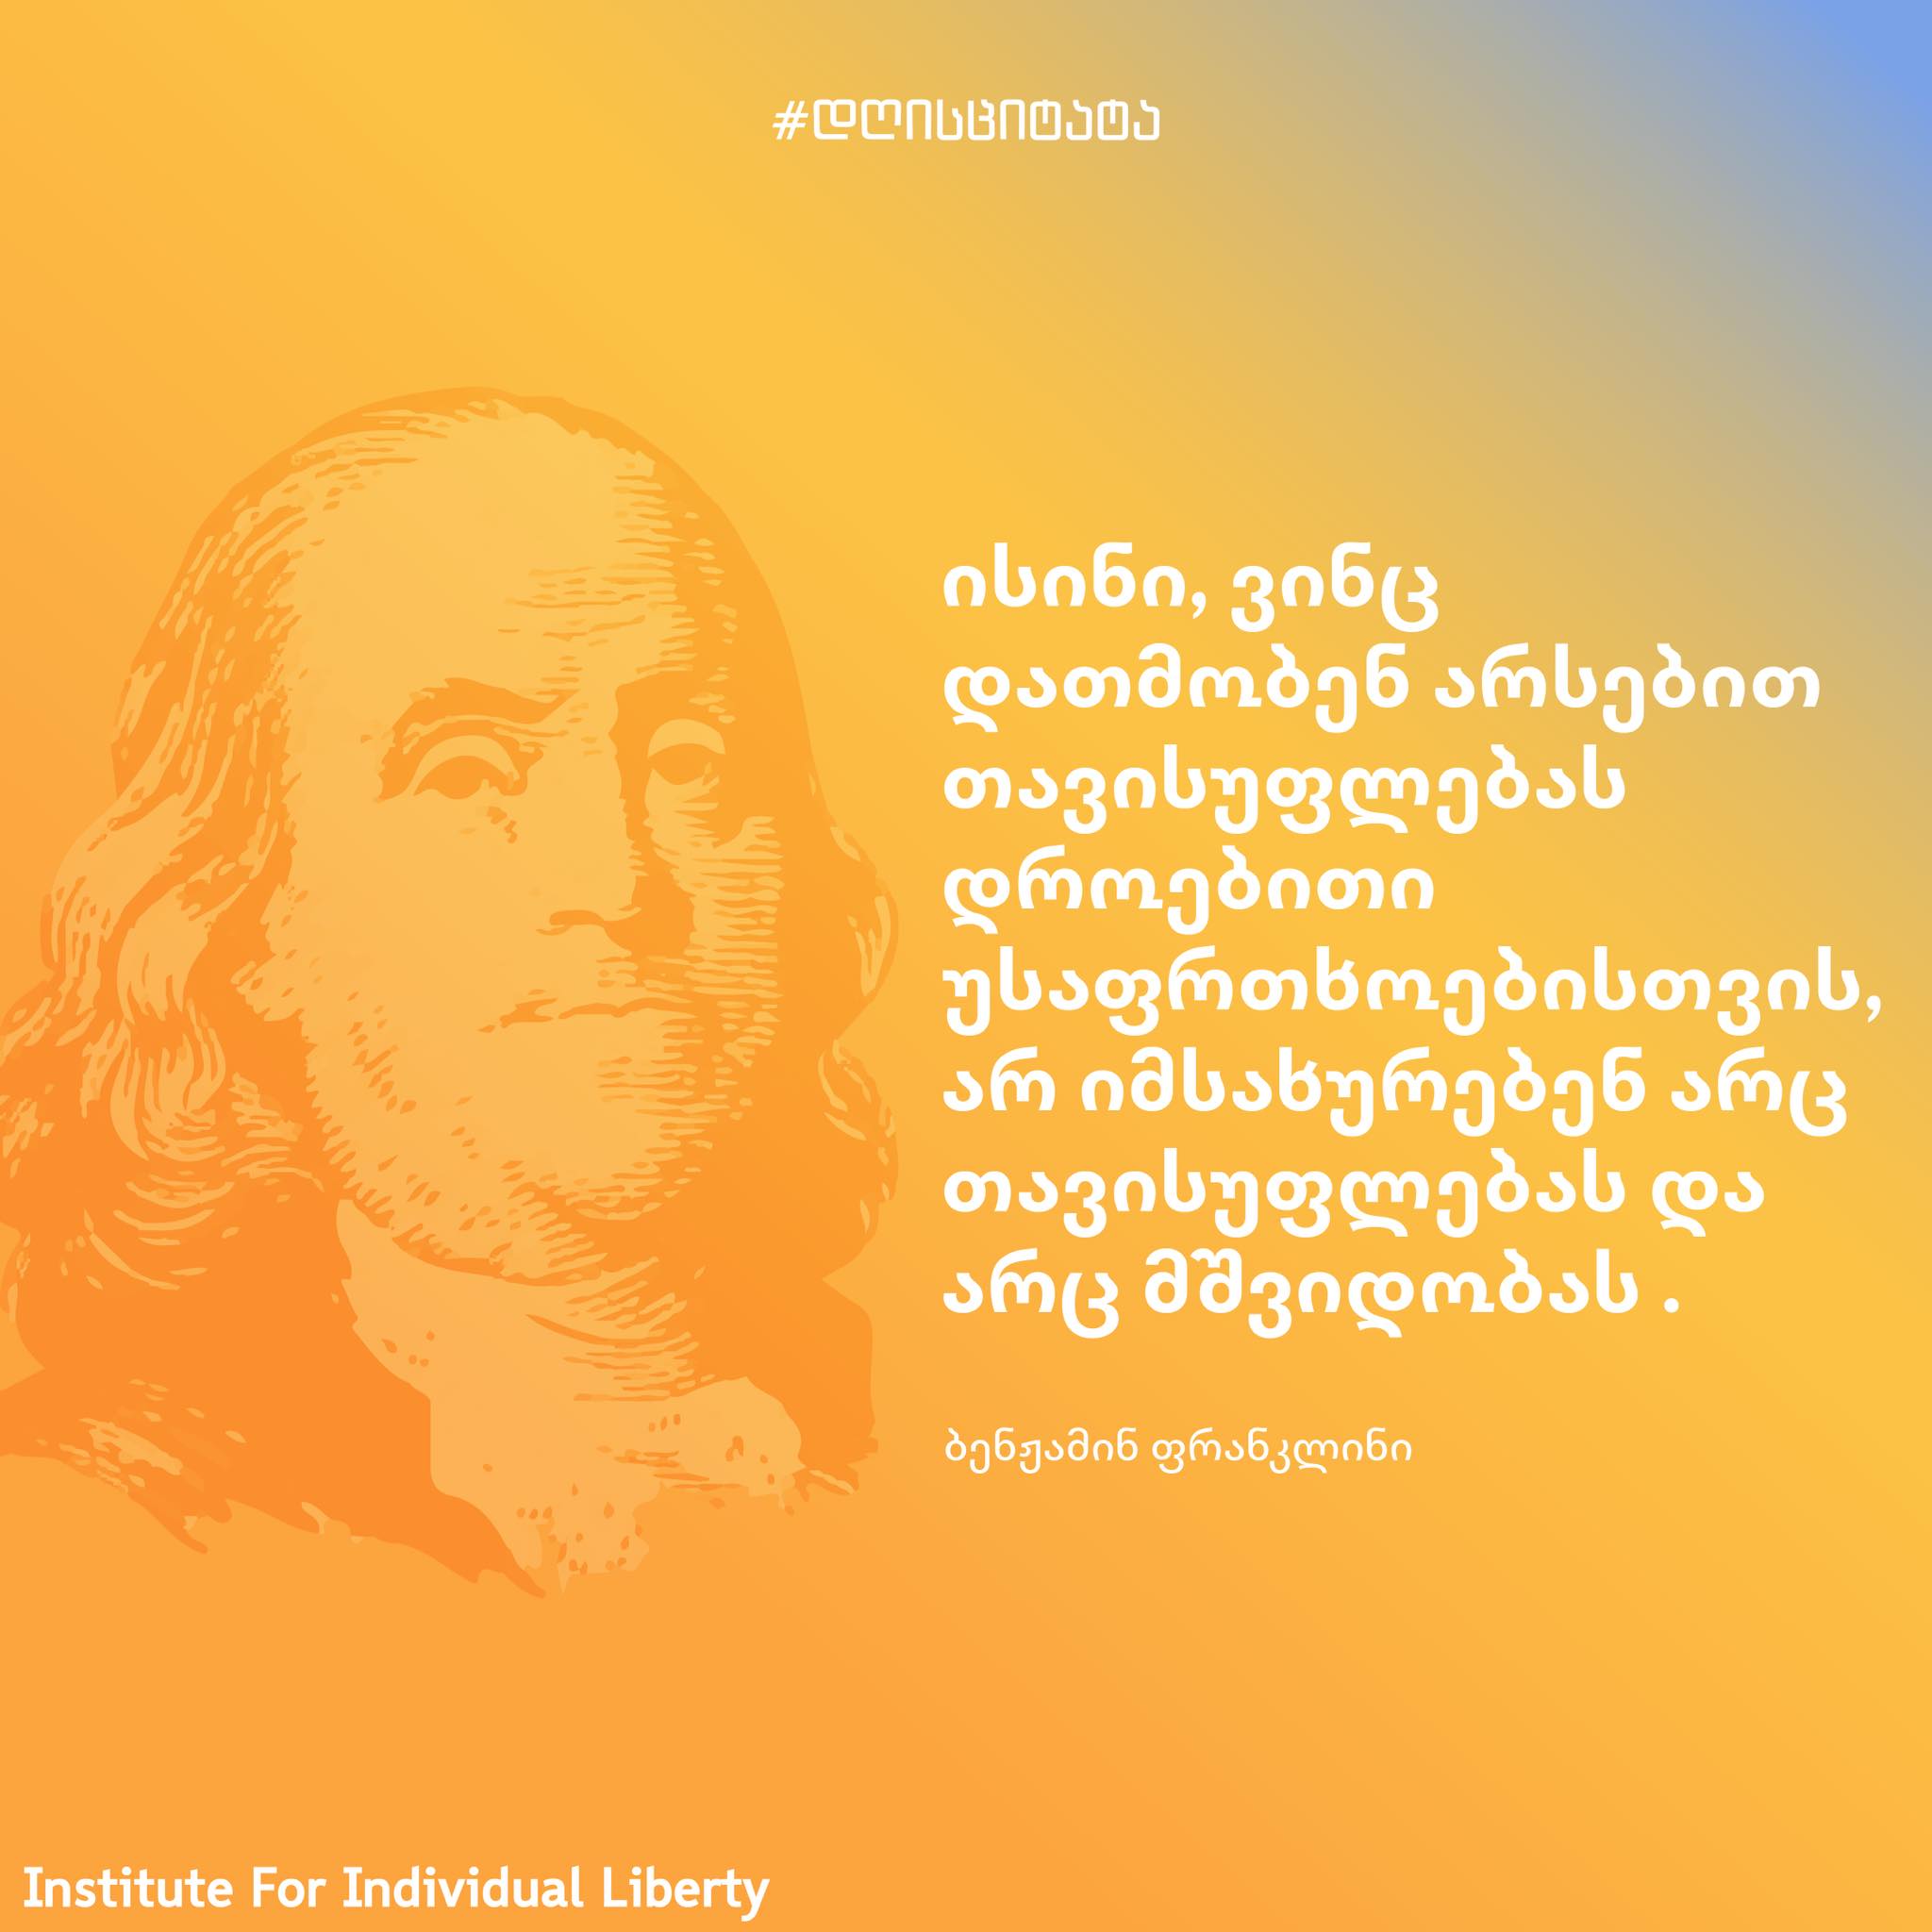 #დღისციტატა
ისინი, ვინც
დათმობენ არსებით
თავისუფლებას
დროებითი
უსაფრთხოებისთვის,
არ იმსახურებენ არც
თავისუფლებას და
არც მშვიდობას .
ბენჟამინ ფრანკლინი
Institute For Individual Liberty